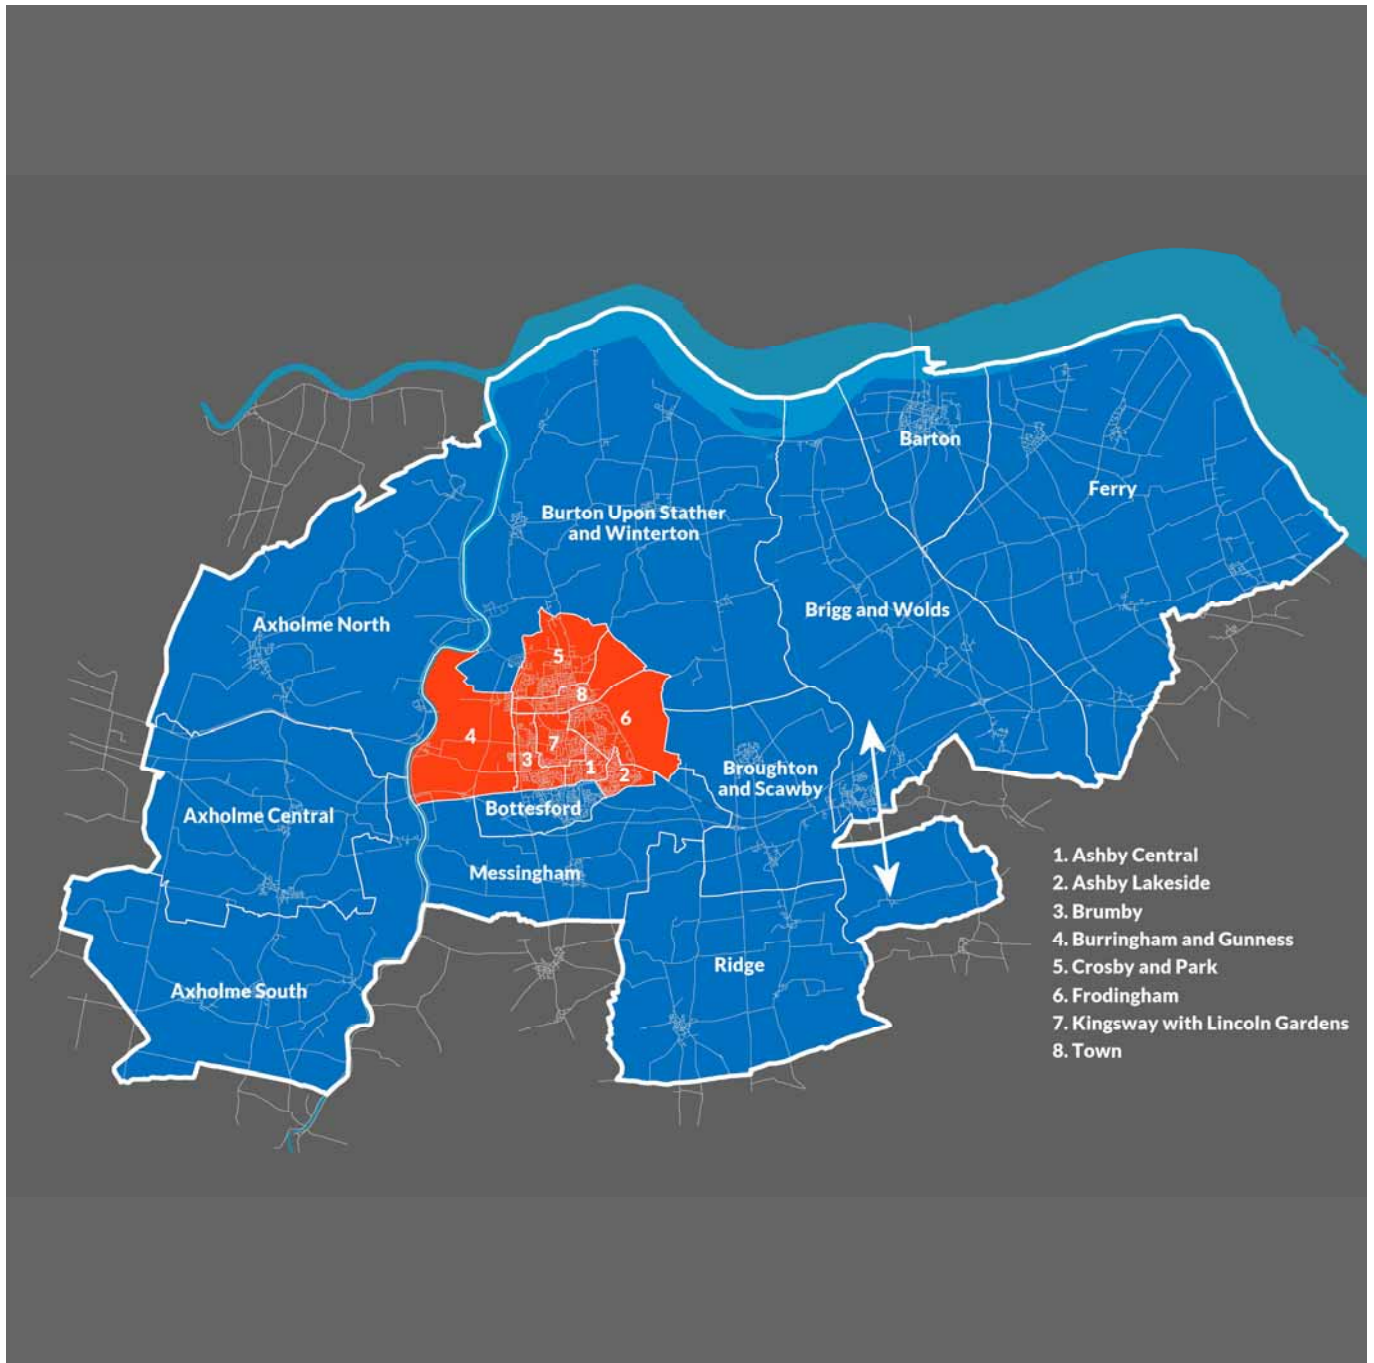 Barton
Ferry
Burton Upon Stather
and Winterton
Brigg and Wolds
Axholme North
5
8
6
4
7
3
1
2
Broughton
and Scawby
Bottesford
Axholme Central
Messingham
Ridge
Axholme South
1. Ashby Central
2. Ashby Lakeside
3. Brumby
4. Burringham and Gunness
5. Crosby and Park
6. Frodingham
7. Kingsway with Lincoln Gardens
8. Town